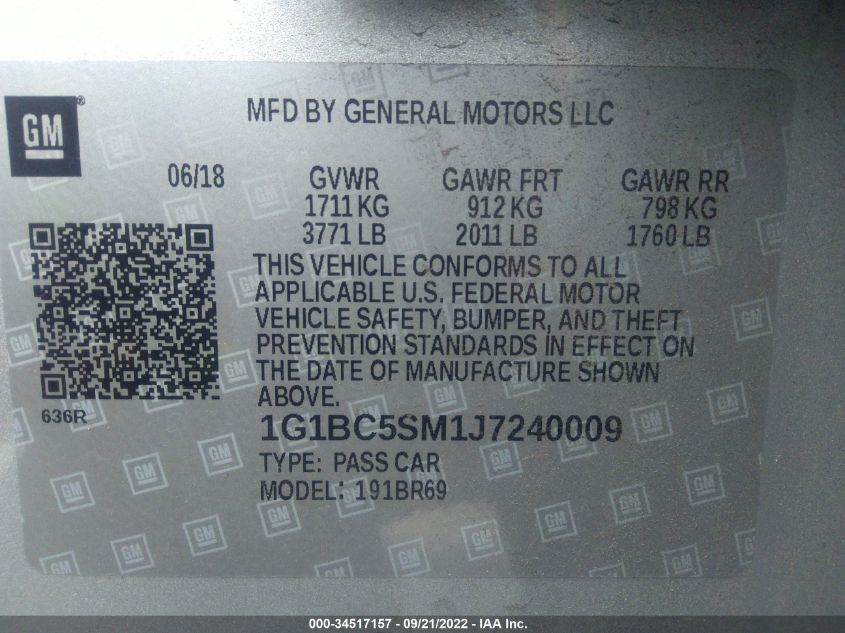 GM®
MFD BY GENERAL MOTORS LLC
06/18 GVWR GAWR FRT GAWR RR
1711 KG 912 KG 798 KG
3771 LB 2011 LB 1760 LB
THIS VEHICLE CONFORMS TO ALL
APPLICABLE U.S. FEDERAL MOTOR
VEHICLE SAFETY, BUMPER, AND THEFT
PREVENTION STANDARDS IN EFFECT ON
THE DATE OF MANUFACTURE SHOWN
ABOVE.
636R
1G1BC5SM1J7240009
TYPE: PASS CAR
MODEL: 191BR69
000-34517157 - 09/21/2022 - IAA Inc.